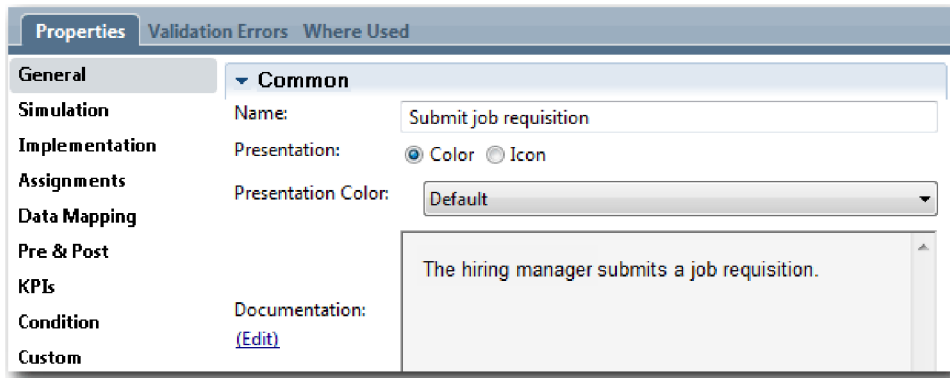 Properties Validation Errors Where Used
General
Simulation
Implementation
Assignments
Data Mapping
Pre & Post
KPIs
Condition
Custom
Common
Name: Submit job requisition
Presentation: Color Icon
Presentation Color: Default
The hiring manager submits a job requisition.
Documentation:
(Edit)